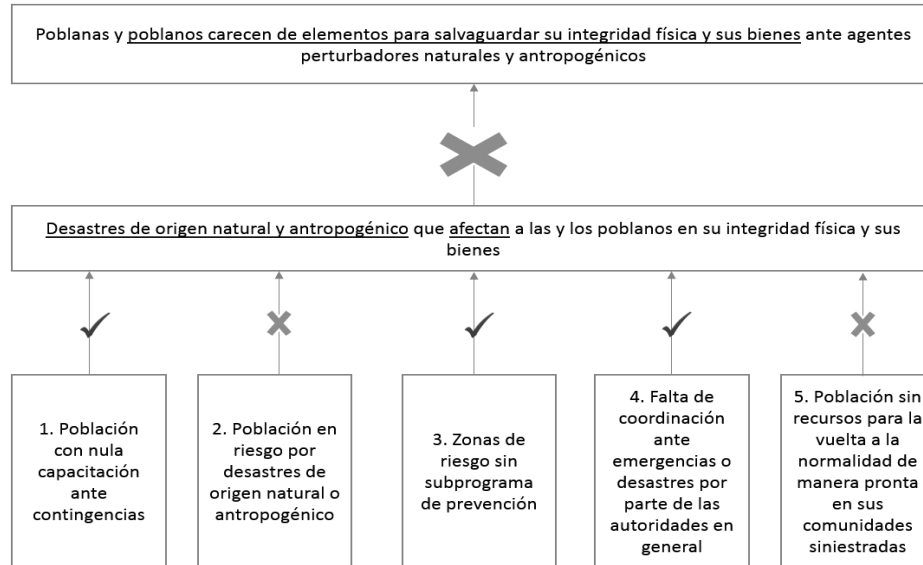 Poblanas y poblanos carecen de elementos para salvaguardar su integridad física y sus bienes ante agentes
perturbadores naturales y antropogénicos
Desastres de origen natural y antropogénico que afectan a las y los poblanos en su integridad física y sus
bienes
1. Población
con nula
capacitación
ante
contingencias
2. Población en
riesgo por
desastres de
origen natural o
antropogénico
3. Zonas de
riesgo sin
subprograma
de prevención
4. Falta de
coordinación
ante
emergencias o
desastres por
parte de las
autoridades en
general
5. Población sin
recursos para la
vuelta a la
normalidad de
manera pronta
en sus
comunidades
siniestradas